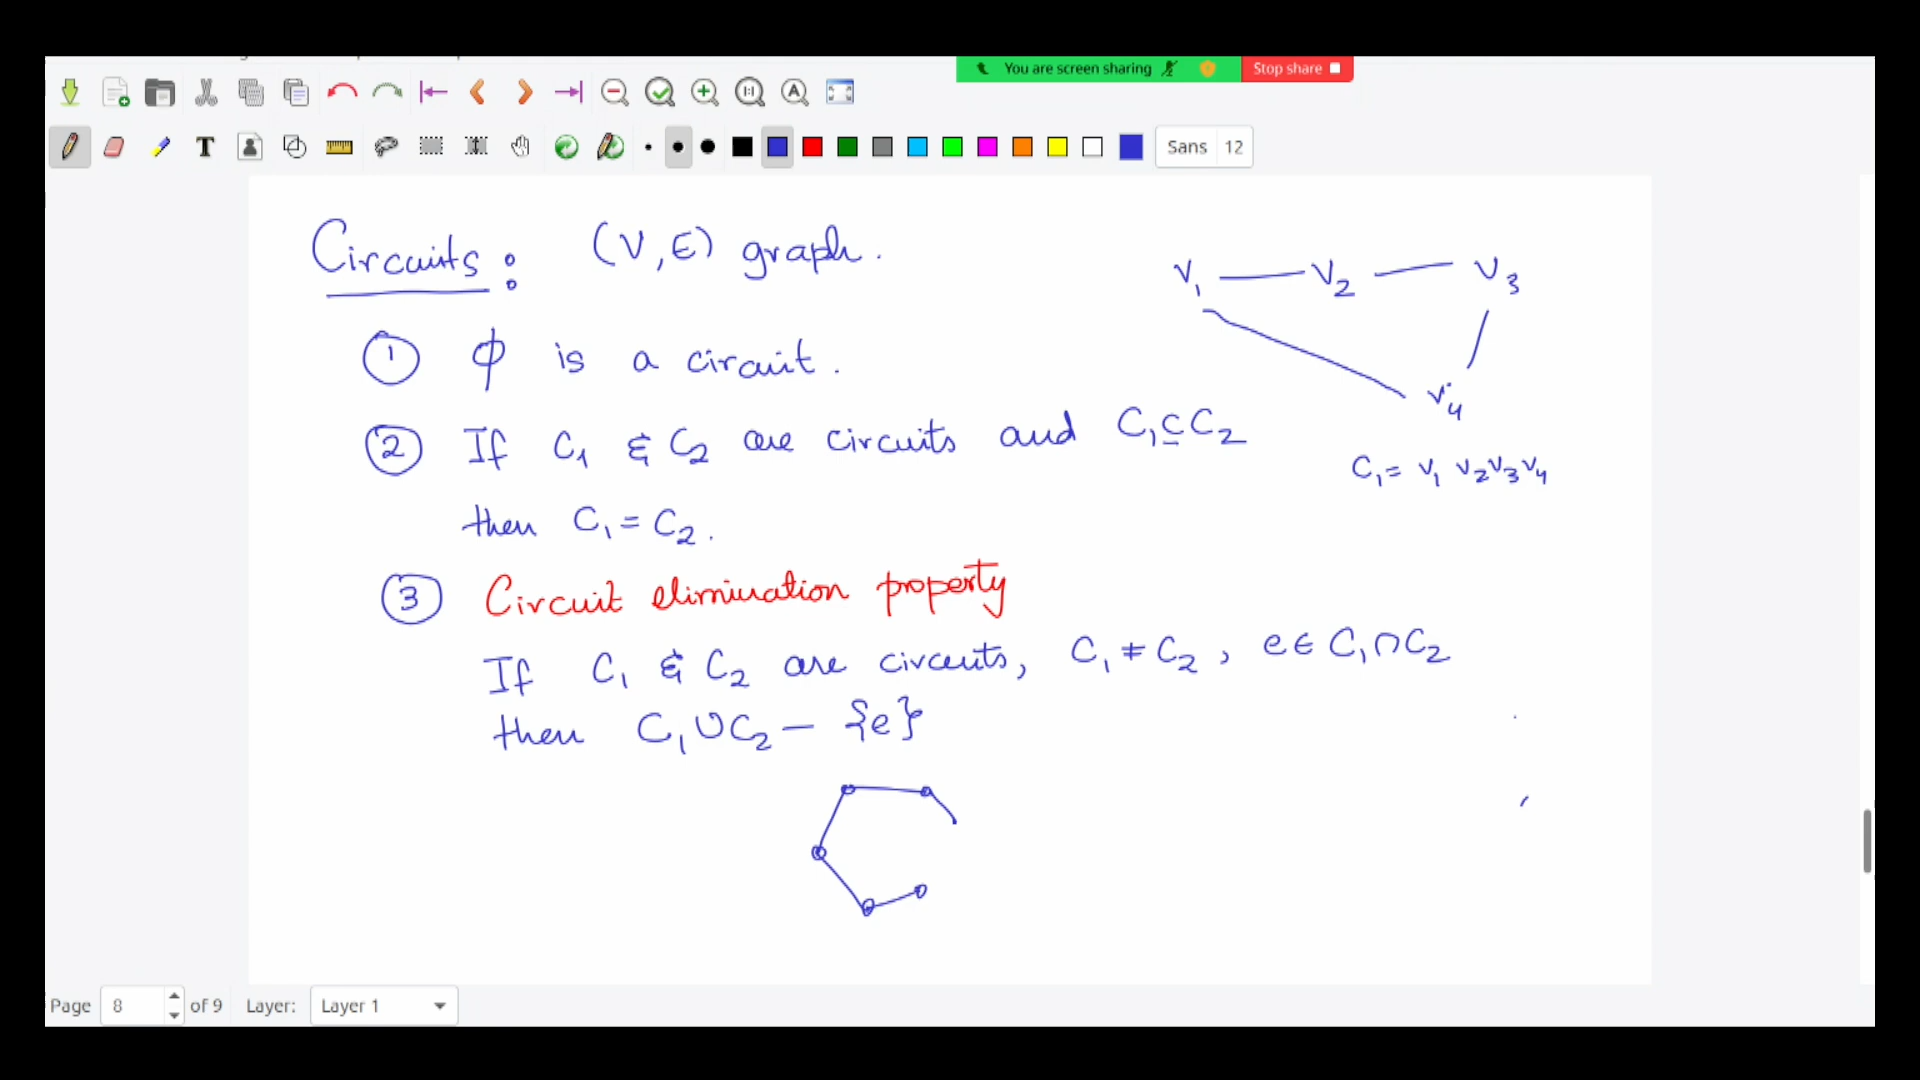 You are screen sharing Stop share
T Sans 12
Circuits: (V,E) graph.
① φ is a circuit.
② If C₁ & C₂ are circuits and C₁⊆C₂
then C₁ = C₂.
③ Circuit elimination property
If C₁ & C₂ are circuits, C₁ ≠ C₂, e ∈ C₁∩C₂
then C₁∪C₂ — {e}
v₁ v₂ v₃
v₄
C₁ = v₁ v₂ v₃ v₄
Page 8 of 9 Layer: Layer 1